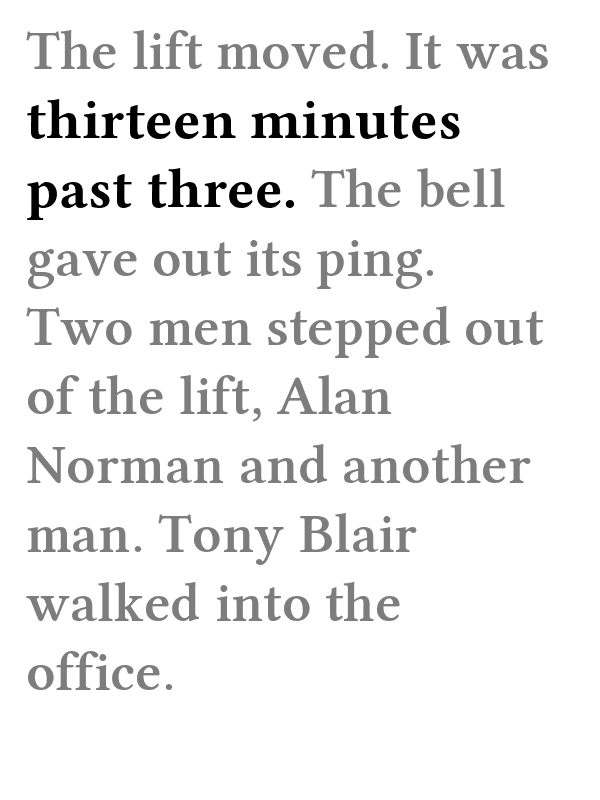 The lift moved. It was
thirteen minutes
past three. The bell
gave out its ping.
Two men stepped out
of the lift, Alan
Norman and another
man. Tony Blair
walked into the
office.